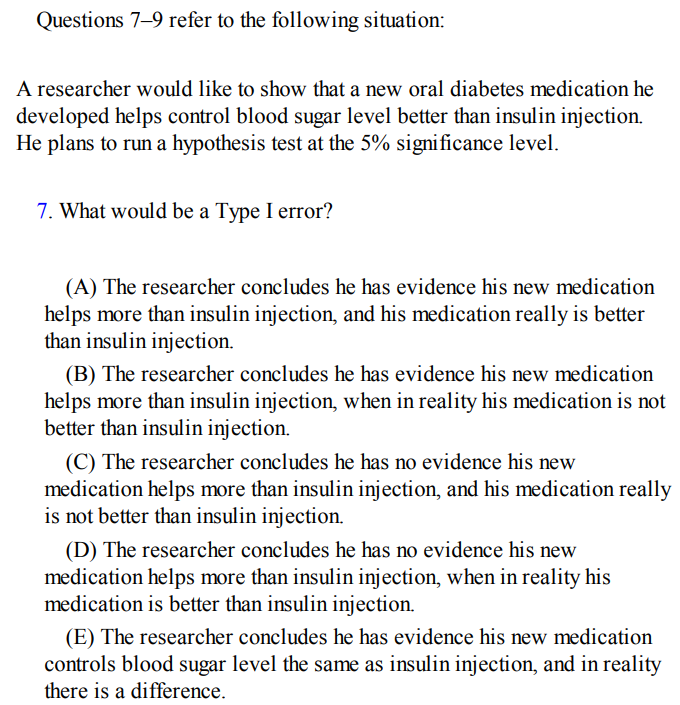 Questions 7–9 refer to the following situation:
A researcher would like to show that a new oral diabetes medication he
developed helps control blood sugar level better than insulin injection.
He plans to run a hypothesis test at the 5% significance level.
7. What would be a Type I error?
(A) The researcher concludes he has evidence his new medication
helps more than insulin injection, and his medication really is better
than insulin injection.
(B) The researcher concludes he has evidence his new medication
helps more than insulin injection, when in reality his medication is not
better than insulin injection.
(C) The researcher concludes he has no evidence his new
medication helps more than insulin injection, and his medication really
is not better than insulin injection.
(D) The researcher concludes he has no evidence his new
medication helps more than insulin injection, when in reality his
medication is better than insulin injection.
(E) The researcher concludes he has evidence his new medication
controls blood sugar level the same as insulin injection, and in reality
there is a difference.